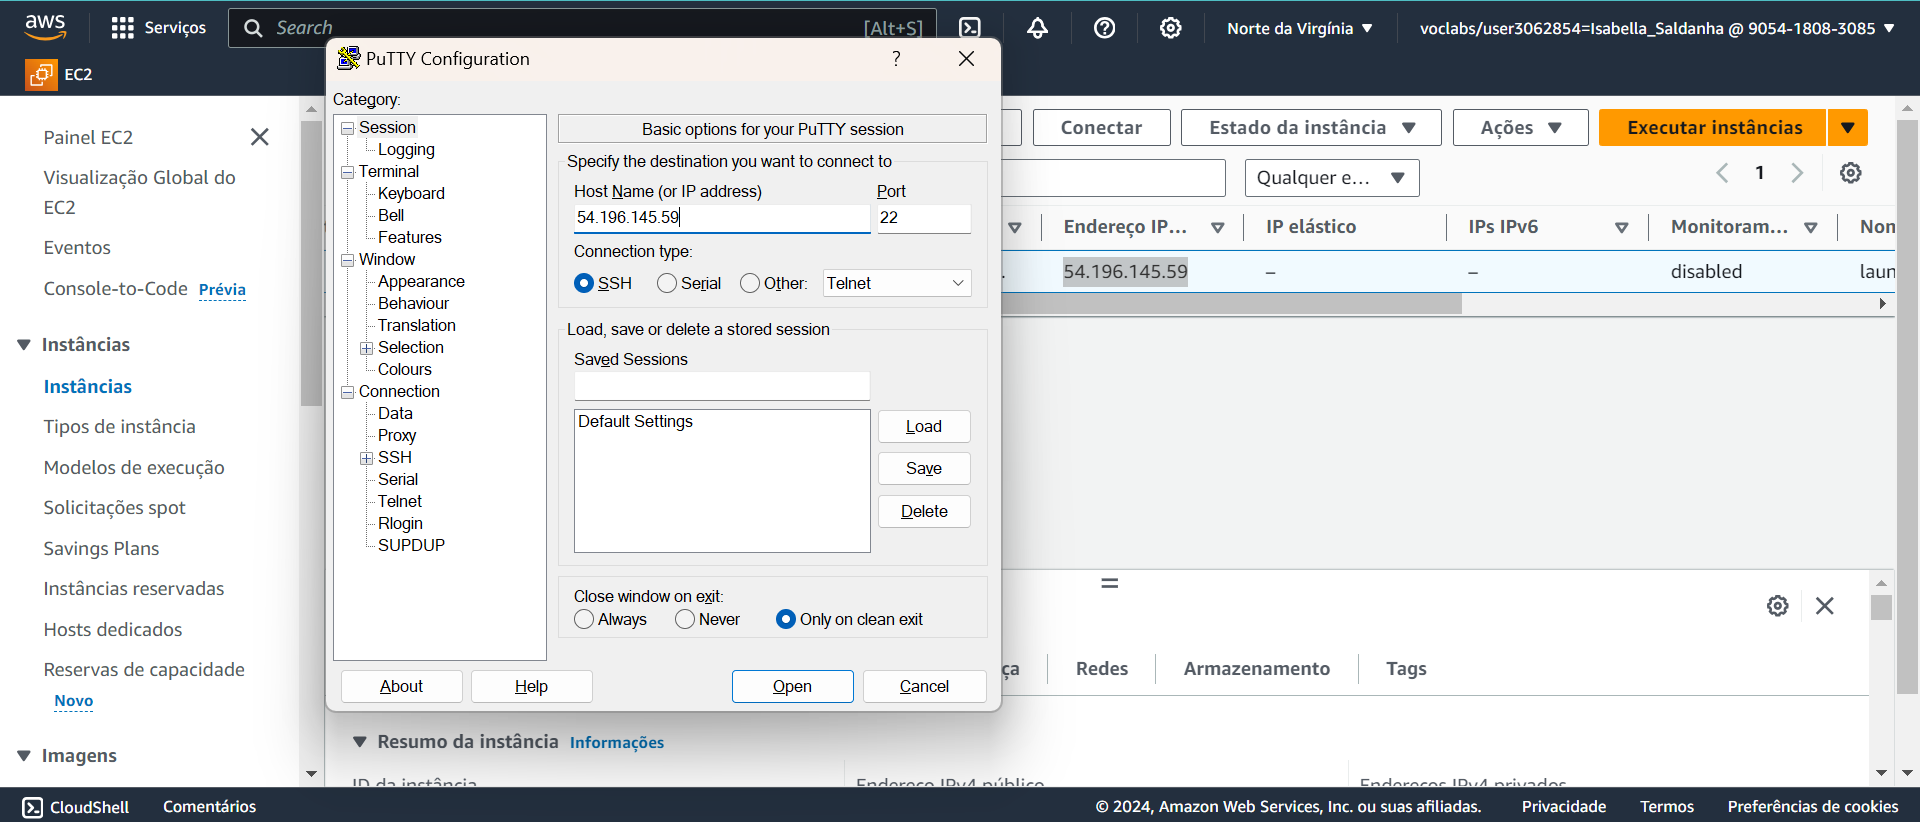 aws
Serviços
Search
[Alt+S]
Norte da Virgínia
voclabs/user3062854=Isabella_Saldanha @ 9054-1808-3085
EC2
Painel EC2
Visualização Global do
EC2
Eventos
Console-to-Code Prévia
Instâncias
Instâncias
Tipos de instância
Modelos de execução
Solicitações spot
Savings Plans
Instâncias reservadas
Hosts dedicados
Reservas de capacidade
Novo
Imagens
PuTTY Configuration
?
Category:
Session
Logging
Terminal
Keyboard
Bell
Features
Window
Appearance
Behaviour
Translation
Selection
Colours
Connection
Data
Proxy
SSH
Serial
Telnet
Rlogin
SUPDUP
Basic options for your PuTTY session
Specify the destination you want to connect to
Host Name (or IP address) Port
54.196.145.59 22
Connection type:
SSH Serial Other: Telnet
Load, save or delete a stored session
Saved Sessions
Default Settings
Load
Save
Delete
Close window on exit:
Always Never Only on clean exit
About Help Open Cancel
Conectar Estado da instância Ações Executar instâncias
Qualquer e... 1
Endereço IP... IP elástico IPs IPv6 Monitoram... Non
54.196.145.59 – – disabled laun
ça Redes Armazenamento Tags
Resumo da instância Informações
ID da instância Endereço IPv4 público Endereços IPv4 privados
CloudShell Comentários © 2024, Amazon Web Services, Inc. ou suas afiliadas. Privacidade Termos Preferências de cookies